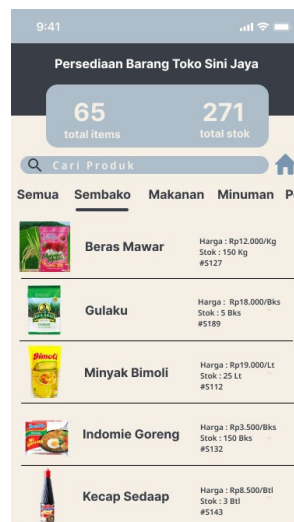 9:41
Persediaan Barang Toko Sini Jaya
65 271
total items total stok
Cari Produk
Semua Sembako Makanan Minuman P
Beras Mawar
Harga : Rp12.000/Kg
Stok : 150 Kg
#S127
Gulaku
Harga : Rp18.000/Bks
Stok : 5 Bks
#S189
Bimoli
Minyak Bimoli
Harga : Rp19.000/Lt
Stok : 25 Lt
#S112
Indomie
Indomie Goreng
Harga : Rp3.500/Bks
Stok : 150 Bks
#S132
Kecap Sedaap
Harga : Rp8.500/Btl
Stok : 3 Btl
#S143